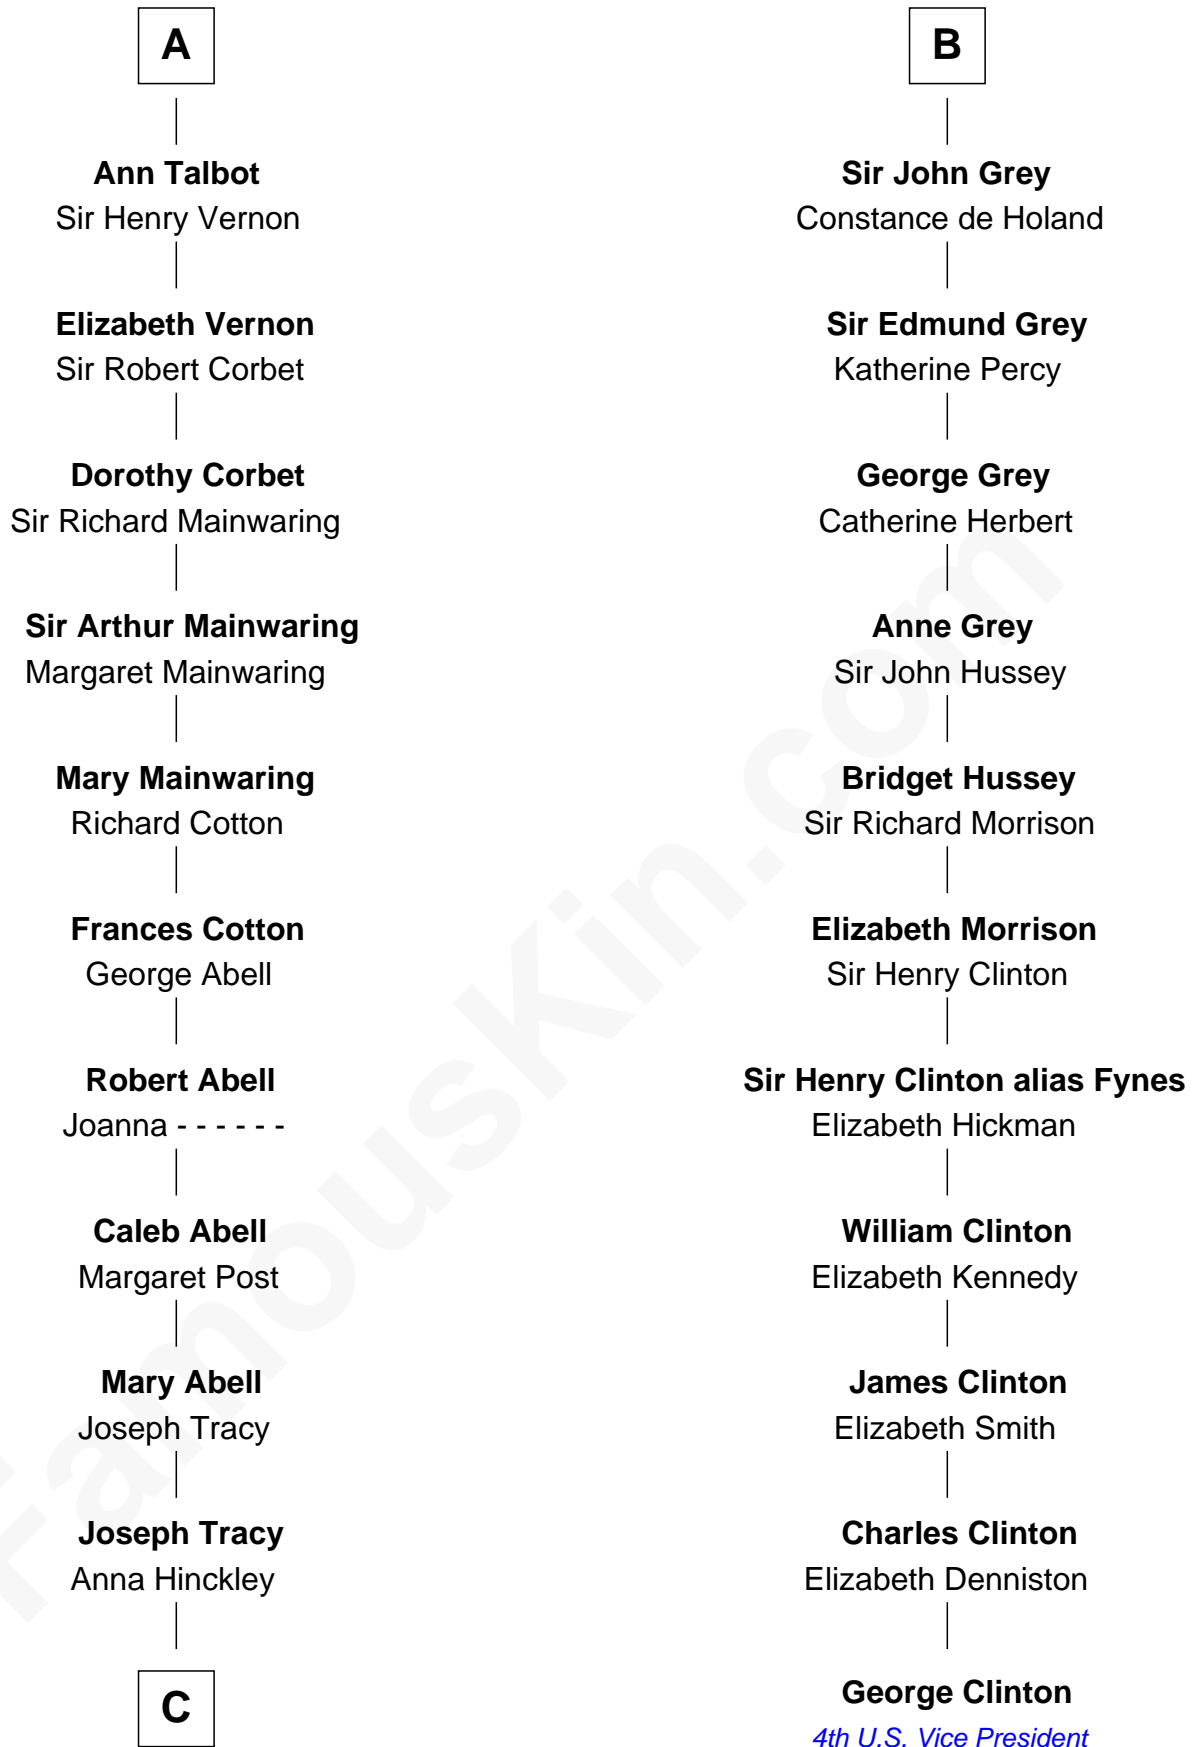 A
Ann Talbot
Sir Henry Vernon
Elizabeth Vernon
Sir Robert Corbet
Dorothy Corbet
Sir Richard Mainwaring
Sir Arthur Mainwaring
Margaret Mainwaring
Mary Mainwaring
Richard Cotton
Frances Cotton
George Abell
Robert Abell
Joanna - - - - - -
Caleb Abell
Margaret Post
Mary Abell
Joseph Tracy
Joseph Tracy
Anna Hinckley
C
B
Sir John Grey
Constance de Holand
Sir Edmund Grey
Katherine Percy
George Grey
Catherine Herbert
Anne Grey
Sir John Hussey
Bridget Hussey
Sir Richard Morrison
Elizabeth Morrison
Sir Henry Clinton
Sir Henry Clinton alias Fynes
Elizabeth Hickman
William Clinton
Elizabeth Kennedy
James Clinton
Elizabeth Smith
Charles Clinton
Elizabeth Denniston
George Clinton
4th U.S. Vice President
FamousKin.com